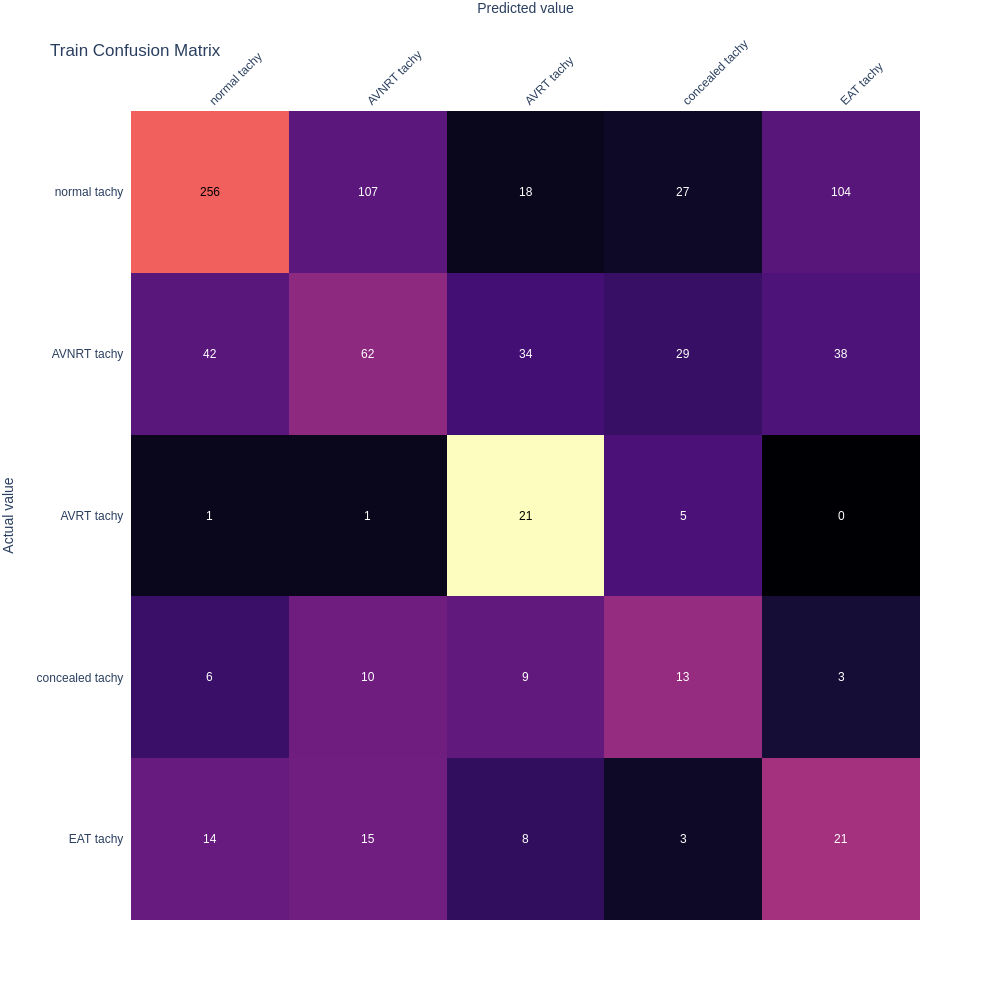 Predicted value
Train Confusion Matrix
normal tachy
AVNRT tachy
AVRT tachy
concealed tachy
EAT tachy
Actual value
normal tachy 256 107 18 27 104
AVNRT tachy 42 62 34 29 38
AVRT tachy 1 1 21 5 0
concealed tachy 6 10 9 13 3
EAT tachy 14 15 8 3 21